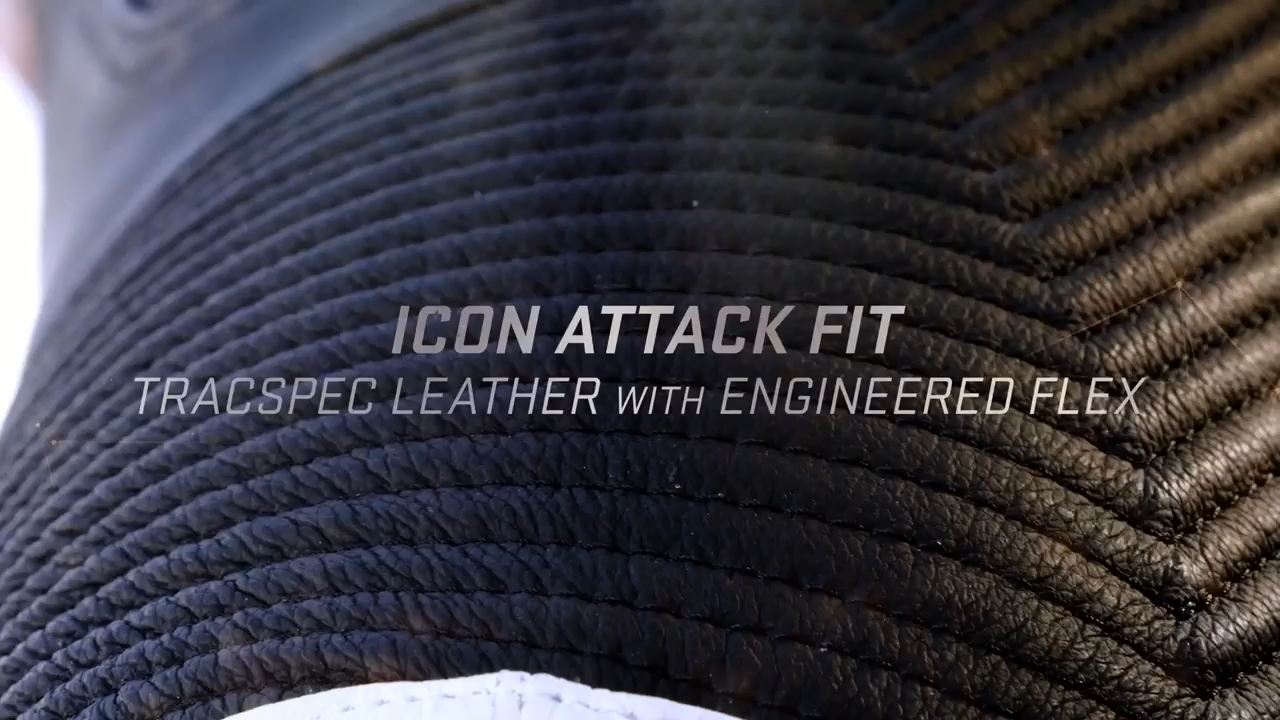 ICON ATTACK FIT
TRACSPEC LEATHER WITH ENGINEERED FLEX